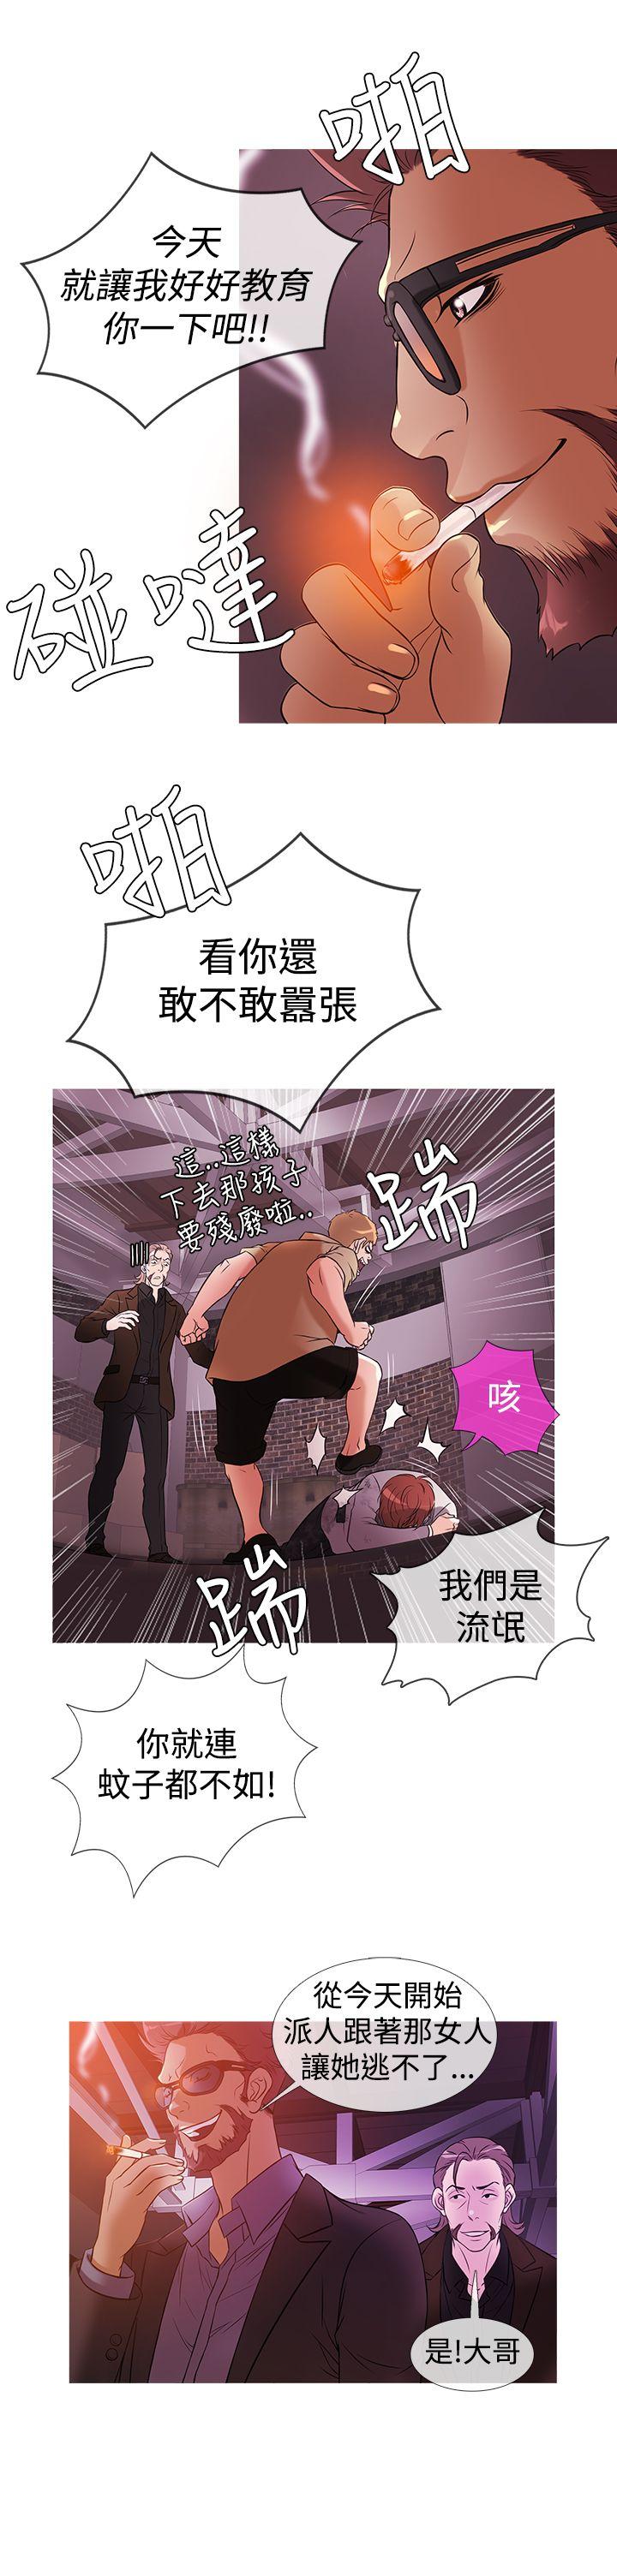 啪
今天
就讓我好好教育
你一下吧!!
碰噠
啪
看你還
敢不敢囂張
這..這樣
下去那孩子
要殘廢啦..
踹
咳
我們是
流氓
踹
你就連
蚊子都不如!
從今天開始
派人跟著那女人
讓她逃不了...
是!大哥